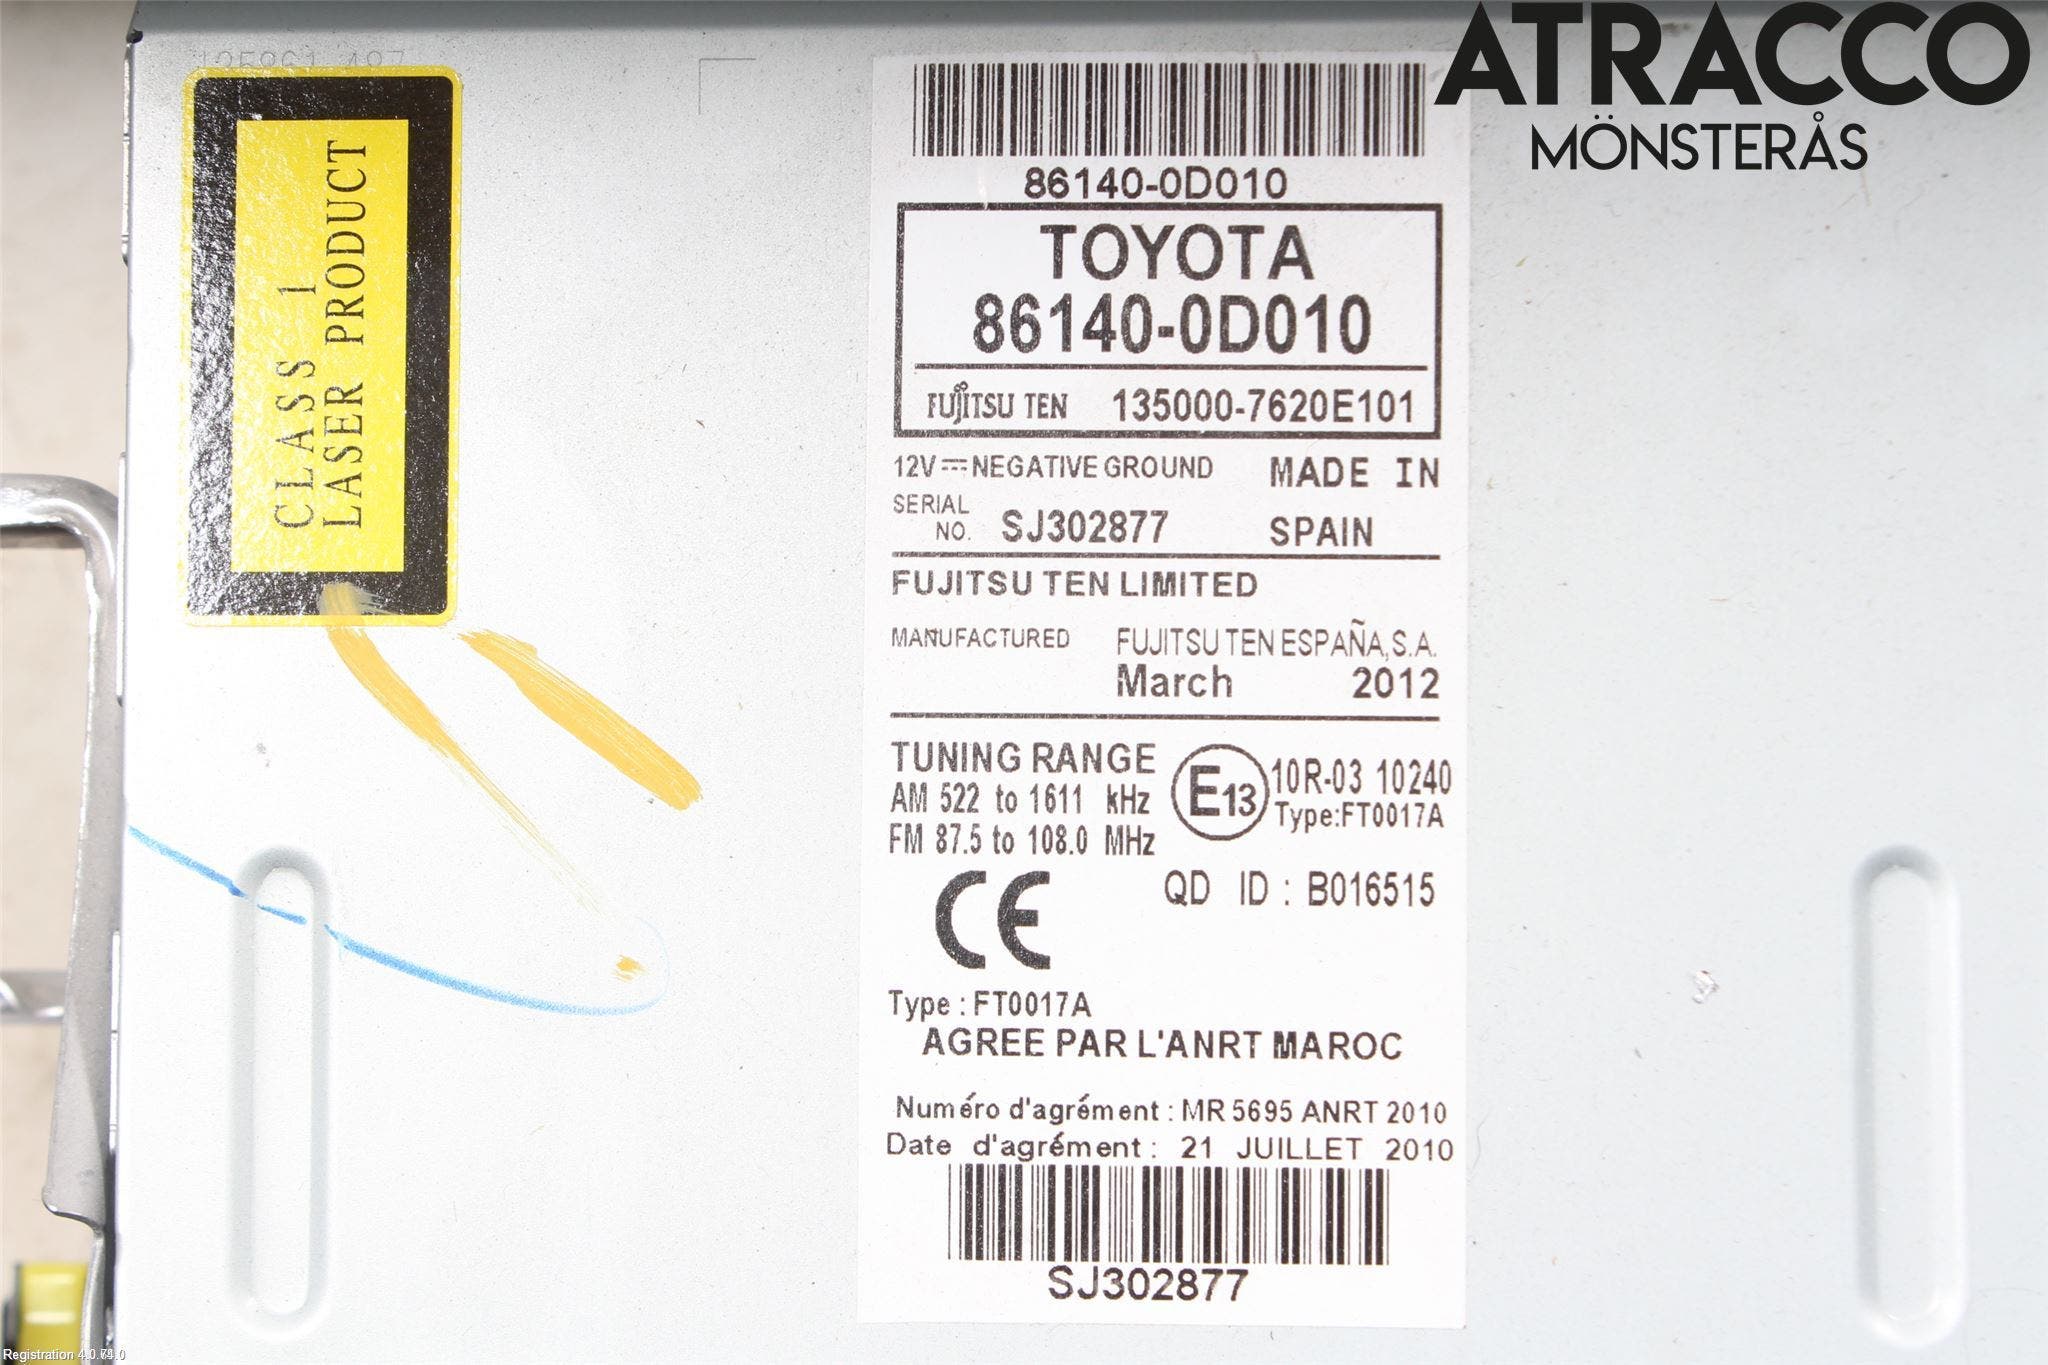 ATRACCO
MÖNSTERÅS
CLASS 1
LASER PRODUCT
86140-0D010
TOYOTA
86140-0D010
FUJITSU TEN 135000-7620E101
12V NEGATIVE GROUND MADE IN
SERIAL
NO. SJ302877 SPAIN
FUJITSU TEN LIMITED
MANUFACTURED FUJITSU TEN ESPAÑA,S.A.
March 2012
TUNING RANGE
AM 522 to 1611 kHz
FM 87.5 to 108.0 MHz
E13 10R-03 10240
Type:FT0017A
CE QD ID : B016515
Type : FT0017A
AGREE PAR L'ANRT MAROC
Numéro d'agrément : MR 5695 ANRT 2010
Date d'agrément : 21 JUILLET 2010
SJ302877
Registration